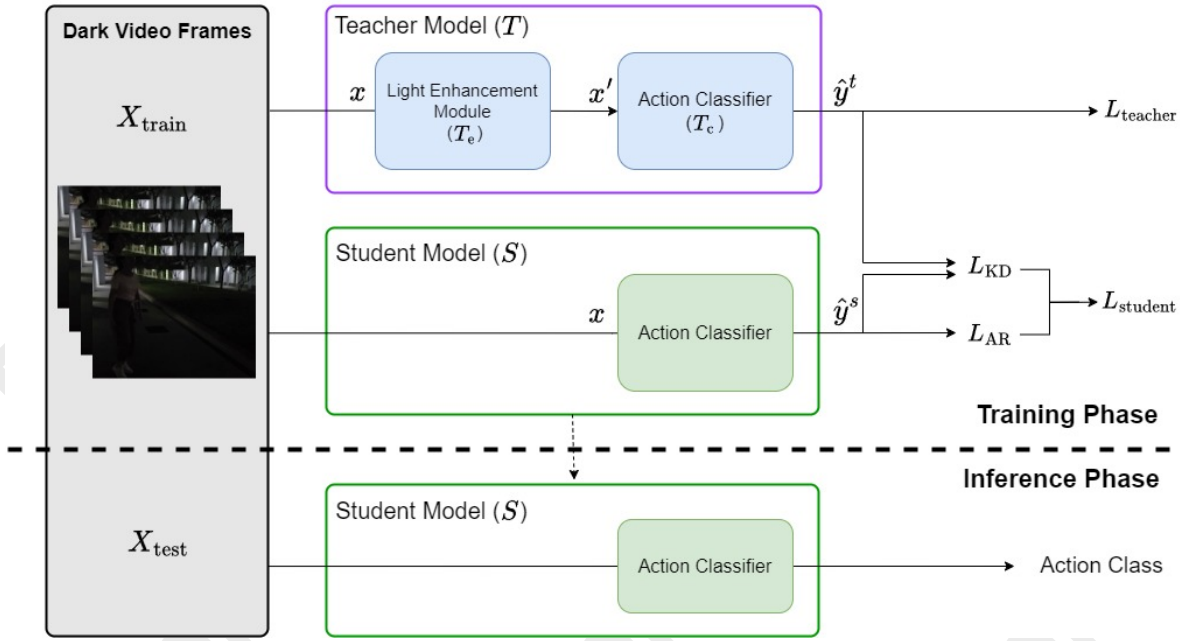 Dark Video Frames
X_train
Teacher Model (T)
x
Light Enhancement
Module
(T_e)
x′
Action Classifier
(T_c)
ŷ^t
L_teacher
Student Model (S)
x
Action Classifier
ŷ^s
L_KD
L_AR
L_student
Training Phase
Inference Phase
X_test
Student Model (S)
Action Classifier
Action Class